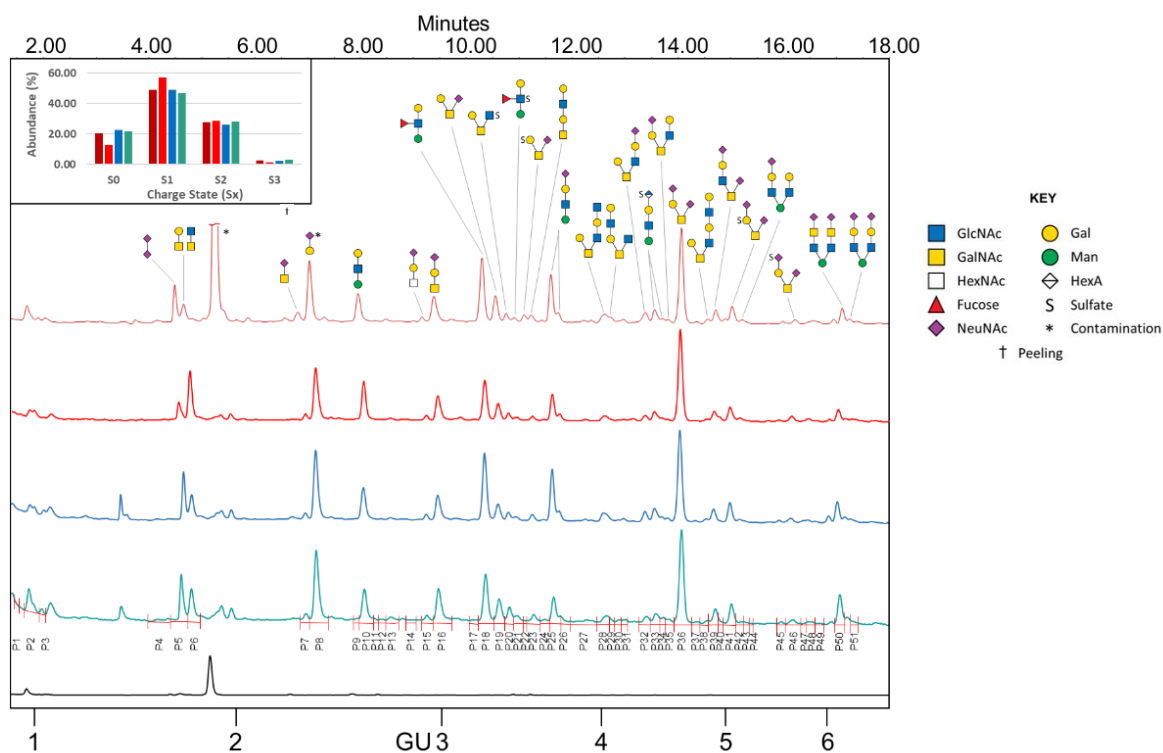 Minutes
2.00 4.00 6.00 8.00 10.00 12.00 14.00 16.00 18.00
60.00
40.00
20.00
0.00
Abundance (%)
S0 S1 S2 S3
Charge State (Sx)
†
*
*
S
S
S
S
S
S
KEY
GlcNAc Gal
GalNAc Man
HexNAc HexA
Fucose S Sulfate
NeuNAc * Contamination
† Peeling
P1 P2 P3 P4 P5 P6 P7 P8 P9 P10 P11 P12 P13 P14 P15 P16 P17 P18 P19 P20 P21 P22 P23 P24 P25 P26 P27 P28 P29 P30 P31 P32 P33 P34 P35 P36 P37 P38 P39 P40 P41 P42 P43 P44 P45 P46 P47 P48 P49 P50 P51
1 2 GU 3 4 5 6